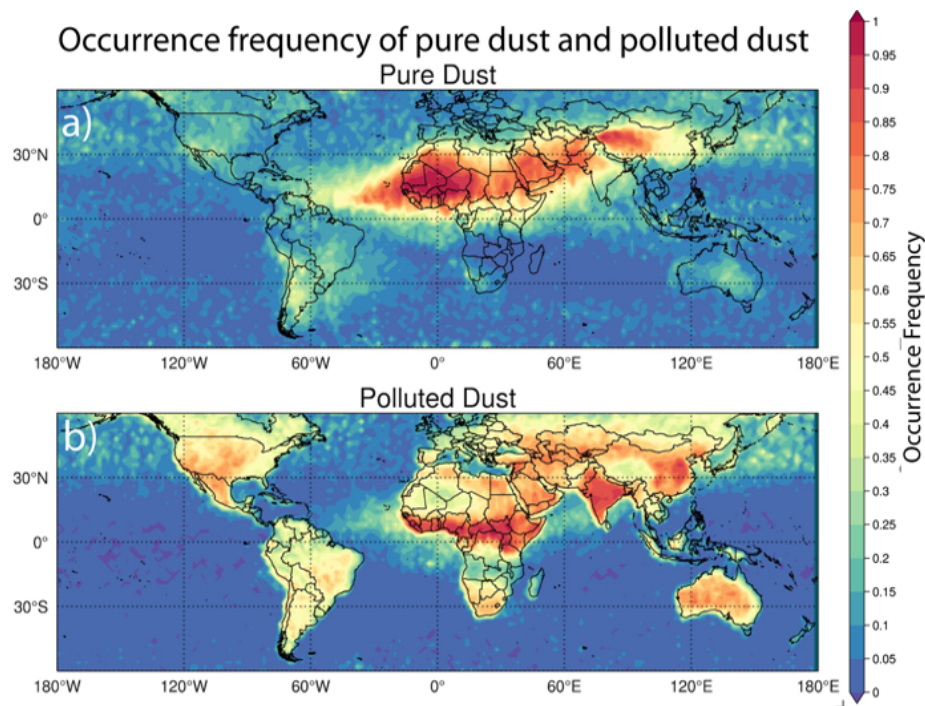 Occurrence frequency of pure dust and polluted dust
Pure Dust
a)
30°N
0°
30°S
180°W 120°W 60°W 0°E 60°E 120°E 180°E
Polluted Dust
b)
30°N
0°
30°S
180°W 120°W 60°W 0°E 60°E 120°E 180°E
1
0.95
0.9
0.85
0.8
0.75
0.7
0.65
0.6
0.55
0.5
0.45
0.4
0.35
0.3
0.25
0.2
0.15
0.1
0.05
0
Occurrence Frequency